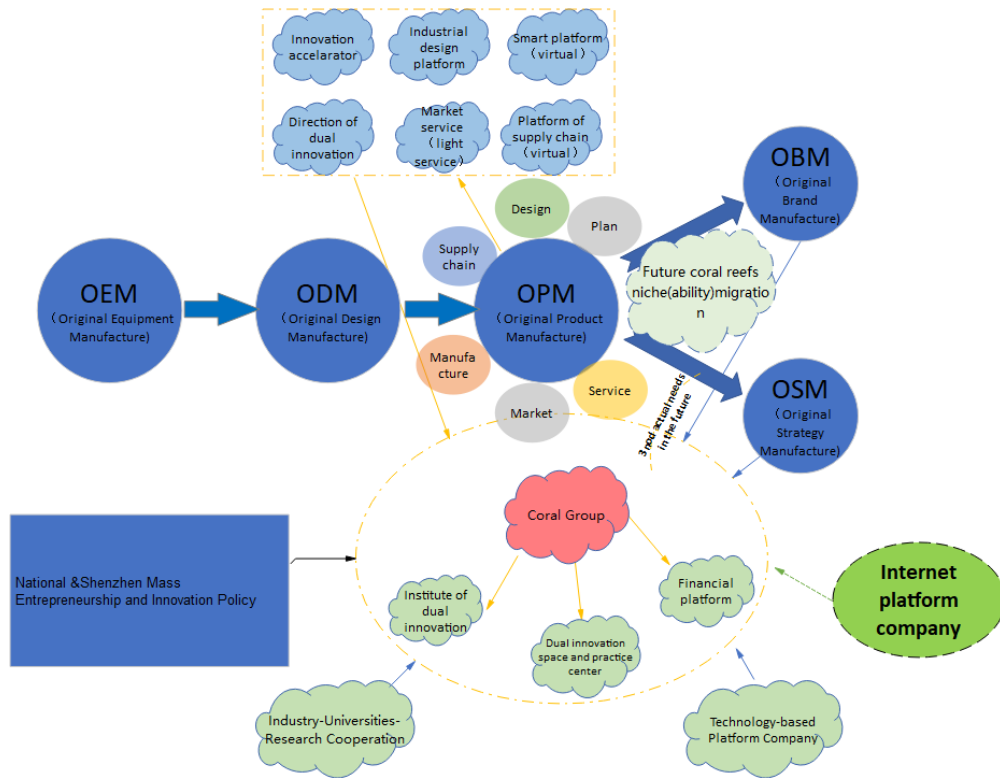 Innovation
accelarator
Industrial
design
platform
Smart platform
（virtual）
Direction of
dual
innovation
Market
service
（light
service）
Platform of
supply chain
（virtual）
OBM
（Original
Brand
Manufacture)
Design
Plan
Supply
chain
Future coral reefs
niche(ability)migratio
n
OEM
（Original Equipment
Manufacture)
ODM
（Original Design
Manufacture)
OPM
（Original Product
Manufacture)
Manufa
cture
Service
Market
3nod actual needs
in the future
OSM
（Original
Strategy
Manufacture)
Coral Group
National &Shenzhen Mass
Entrepreneurship and Innovation Policy
Institute of
dual
innovation
Financial
platform
Internet
platform
company
Dual innovation
space and practice
center
Industry-Universities-
Research Cooperation
Technology-based
Platform Company